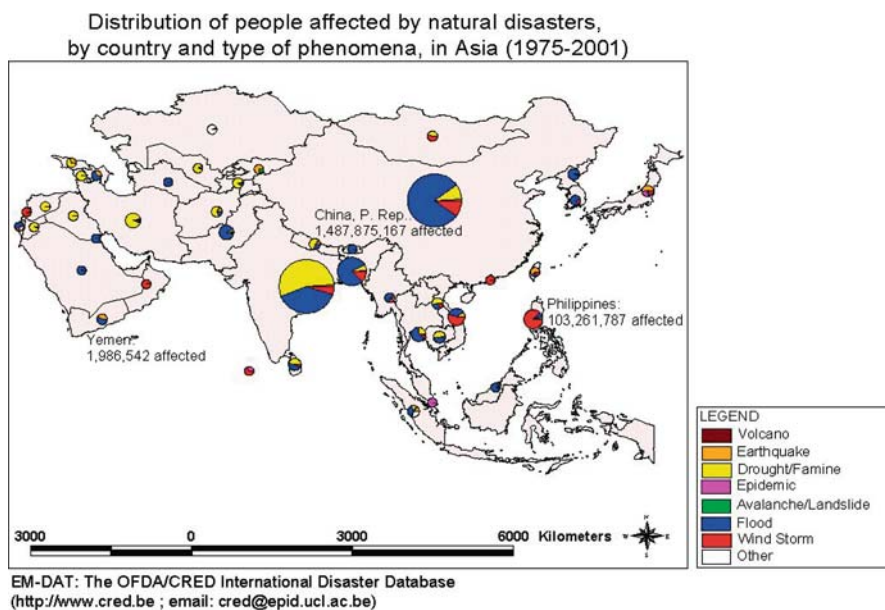 Distribution of people affected by natural disasters,
by country and type of phenomena, in Asia (1975-2001)
China, P. Rep.:
1,487,875,167 affected
Philippines:
103,261,787 affected
Yemen:
1,986,542 affected
LEGEND
Volcano
Earthquake
Drought/Famine
Epidemic
Avalanche/Landslide
Flood
Wind Storm
Other
3000 0 3000 6000 Kilometers
N
W E
S
EM-DAT: The OFDA/CRED International Disaster Database
(http://www.cred.be ; email: cred@epid.ucl.ac.be)